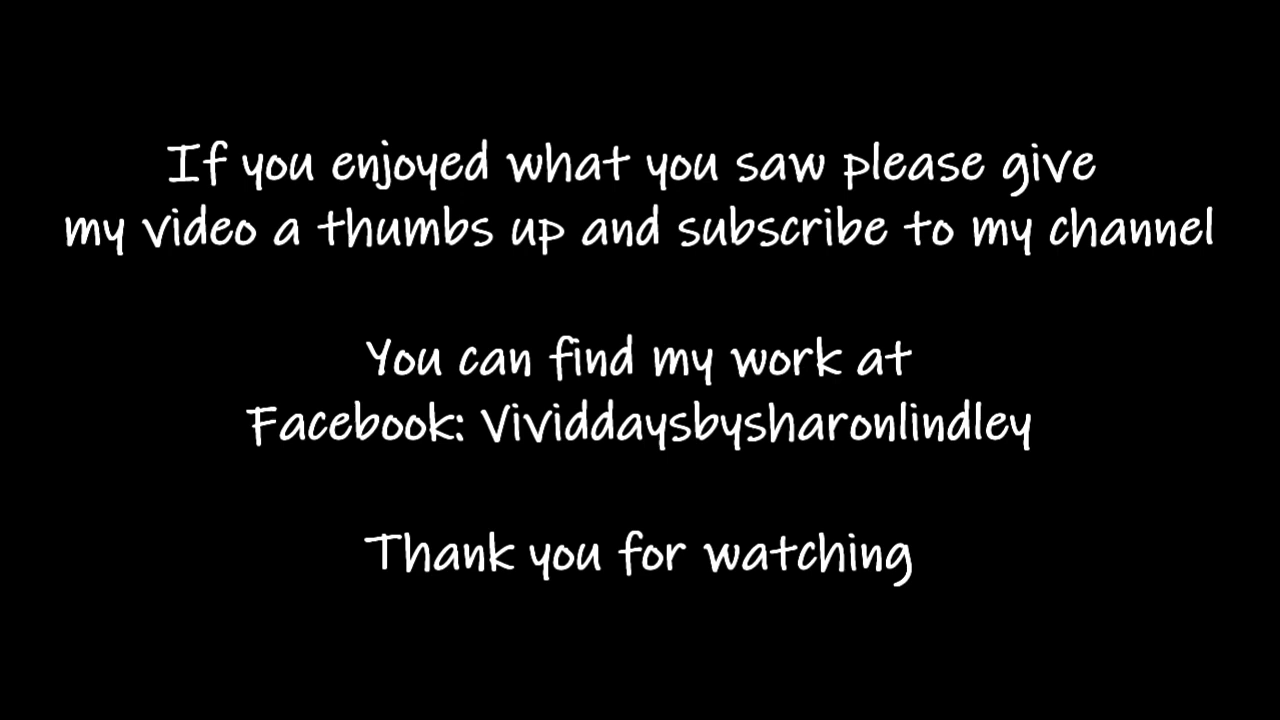 If you enjoyed what you saw please give
my video a thumbs up and subscribe to my channel
You can find my work at
Facebook: Vividdaysbysharonlindley
Thank you for watching